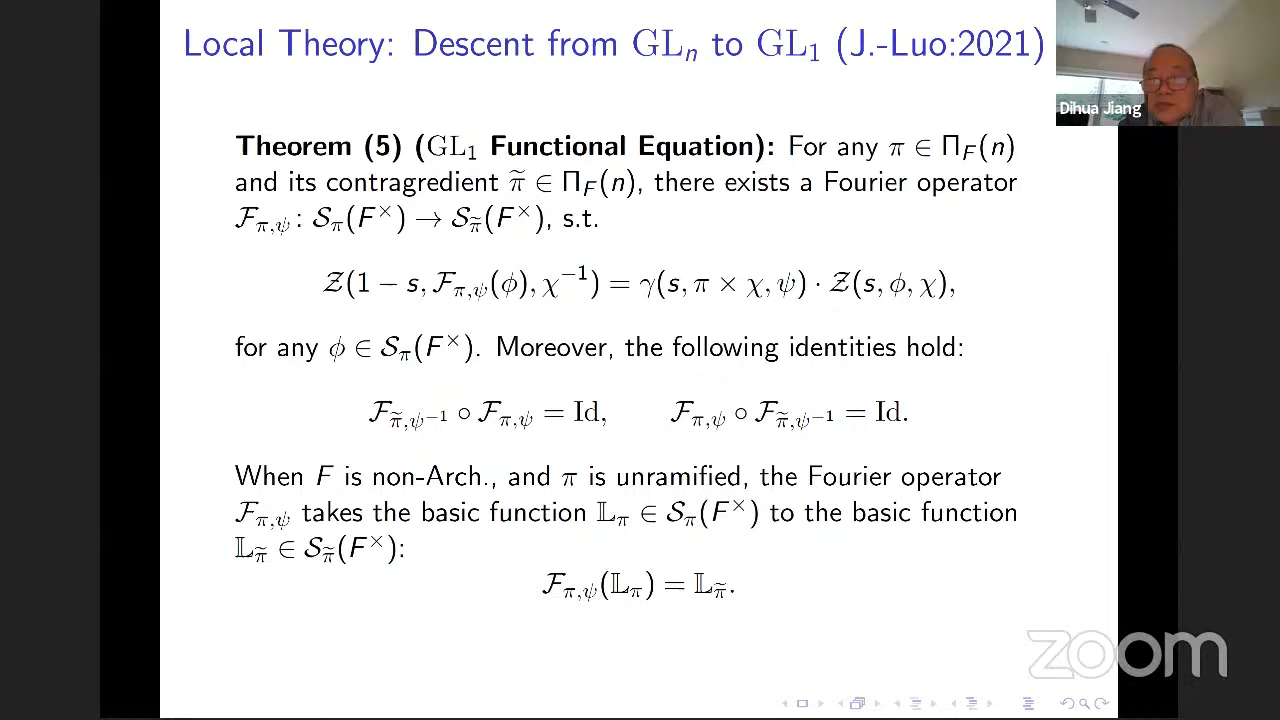 Local Theory: Descent from GLₙ to GL₁ (J.-Luo:2021)
Dihua Jiang
Theorem (5) (GL₁ Functional Equation): For any π ∈ Π_F(n)
and its contragredient π̃ ∈ Π_F(n), there exists a Fourier operator
𝓕_{π,ψ} : 𝒮_π(F^×) → 𝒮_π̃(F^×), s.t.
𝒵(1 − s, 𝓕_{π,ψ}(ϕ), χ^{−1}) = γ(s, π × χ, ψ) · 𝒵(s, ϕ, χ),
for any ϕ ∈ 𝒮_π(F^×). Moreover, the following identities hold:
𝓕_{π̃,ψ^{−1}} ∘ 𝓕_{π,ψ} = Id, 𝓕_{π,ψ} ∘ 𝓕_{π̃,ψ^{−1}} = Id.
When F is non-Arch., and π is unramified, the Fourier operator
𝓕_{π,ψ} takes the basic function 𝕃_π ∈ 𝒮_π(F^×) to the basic function
𝕃_π̃ ∈ 𝒮_π̃(F^×):
𝓕_{π,ψ}(𝕃_π) = 𝕃_π̃.
zoom